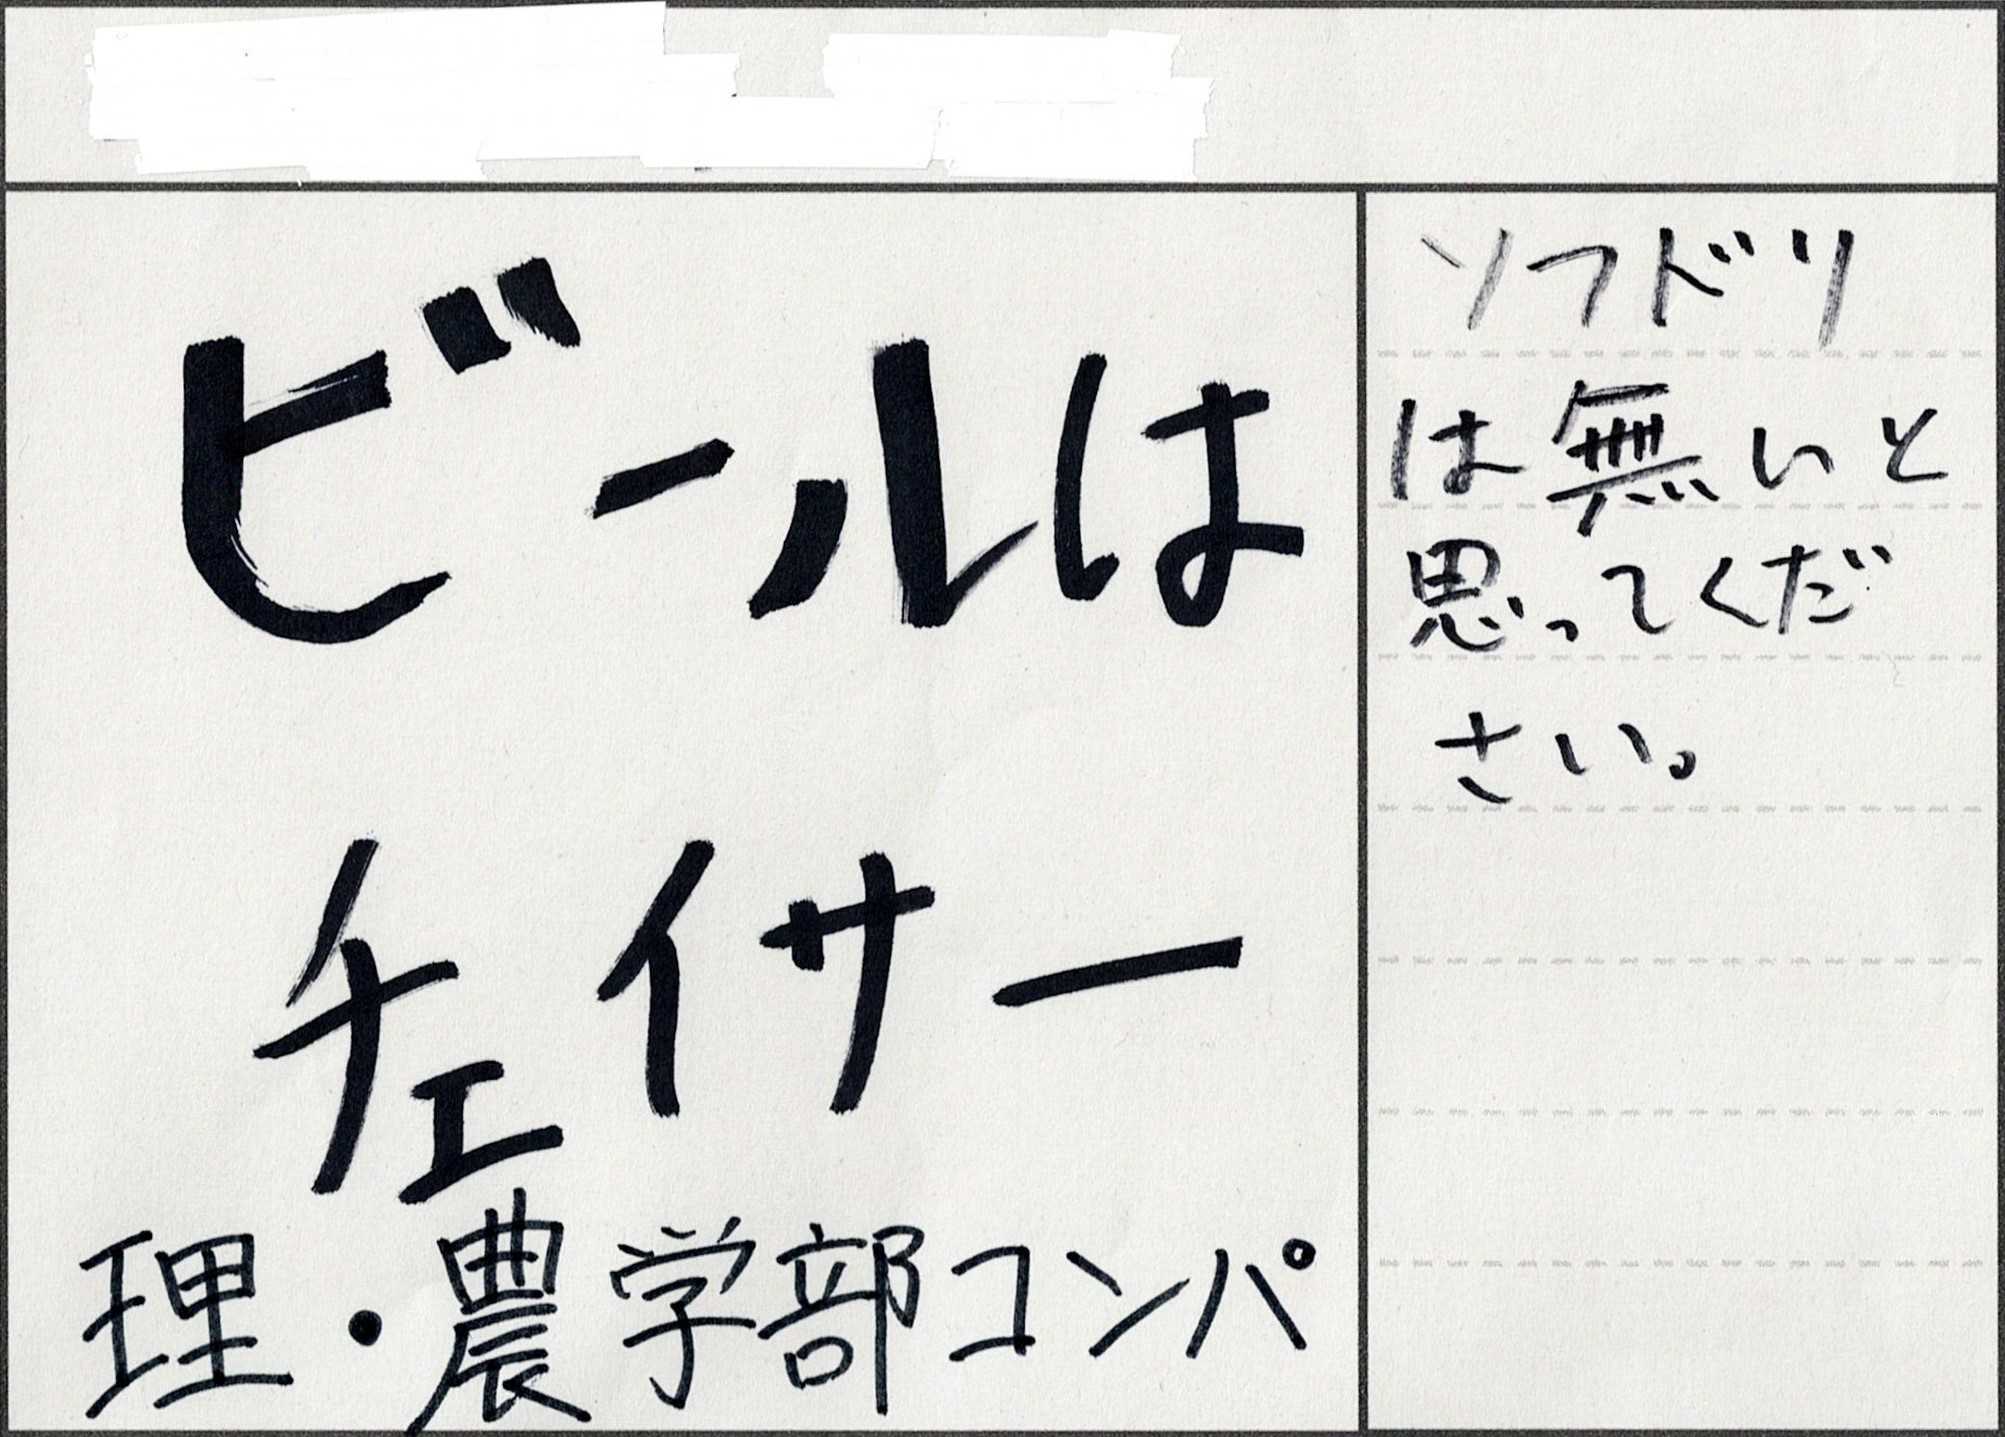 ビールは
チェイサー
理・農学部コンパ
ソフドリ
は無いと
思ってくだ
さい。